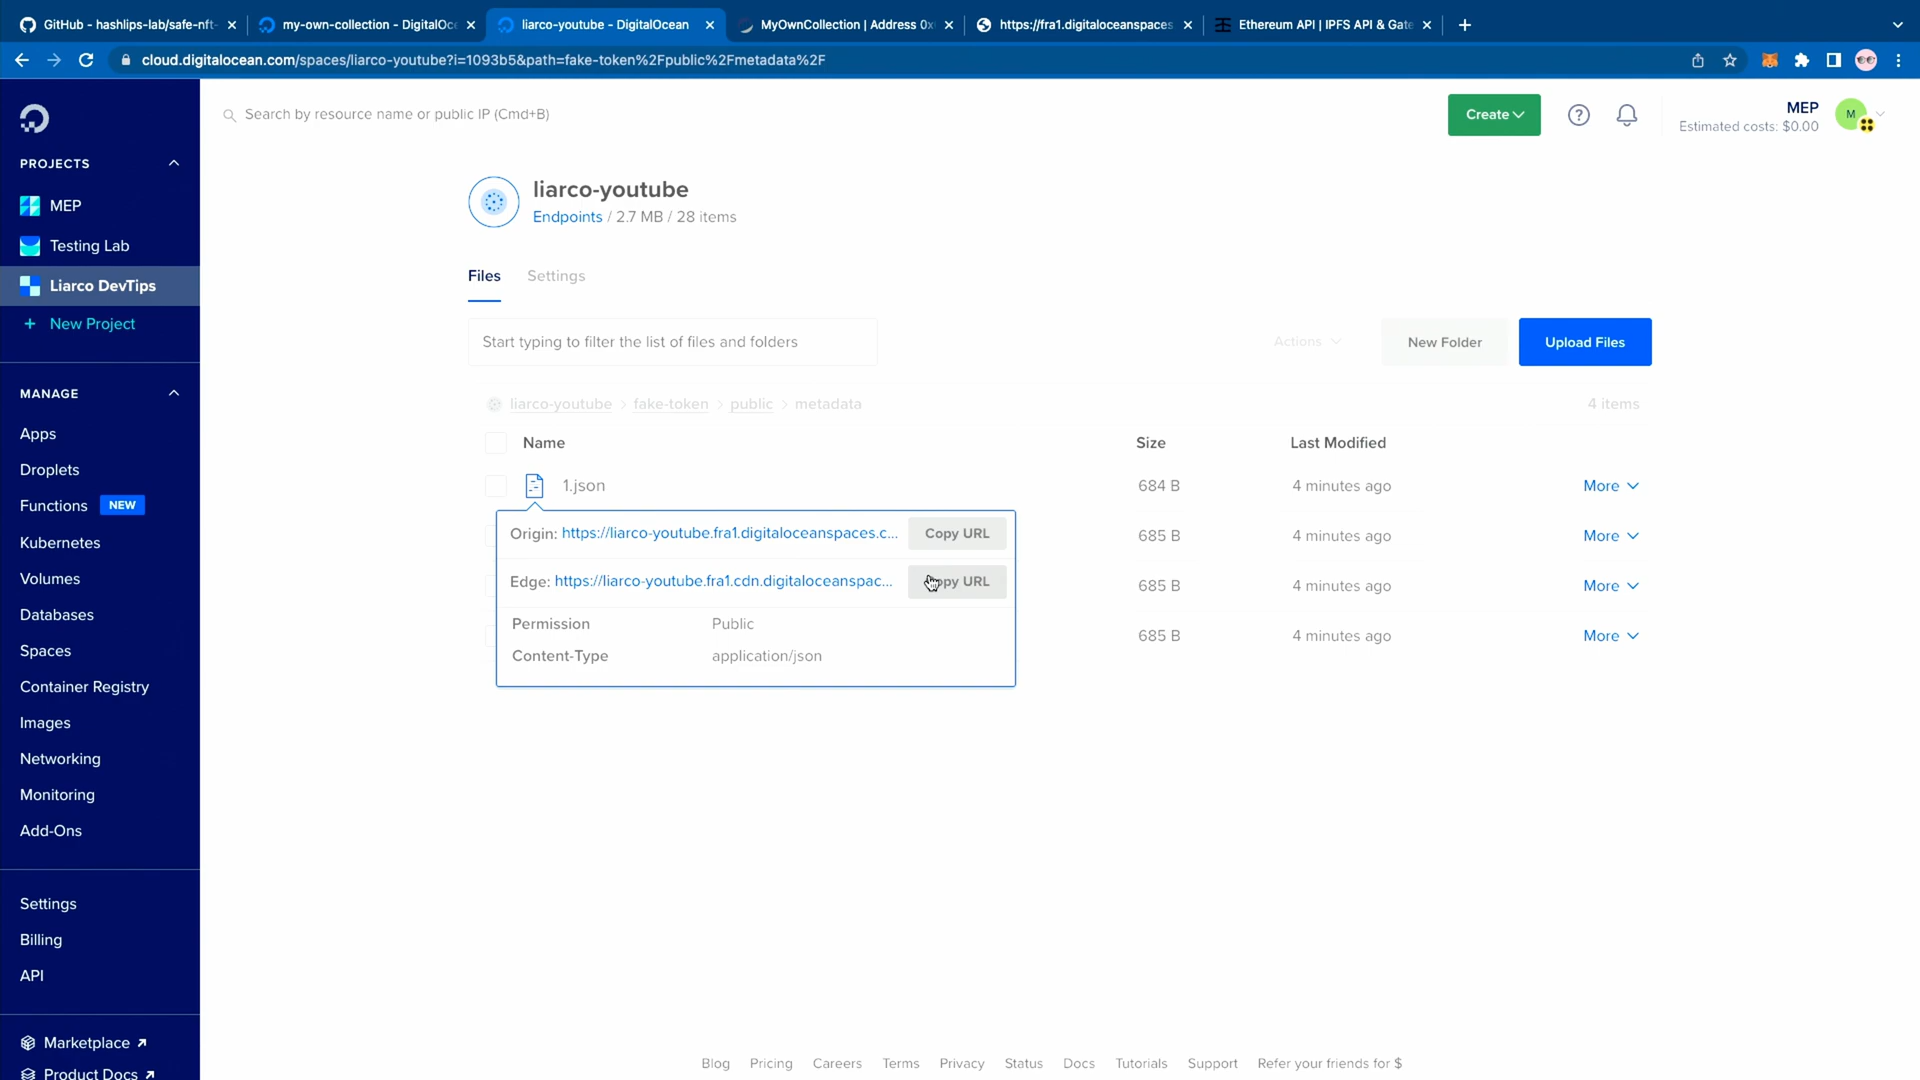 GitHub - hashlips-lab/safe-nft-
my-own-collection - DigitalOce
liarco-youtube - DigitalOcean
MyOwnCollection | Address 0x
https://fra1.digitaloceanspaces
Ethereum API | IPFS API & Gate
cloud.digitalocean.com/spaces/liarco-youtube?i=1093b5&path=fake-token%2Fpublic%2Fmetadata%2F
Search by resource name or public IP (Cmd+B)
Create
?
MEP
Estimated costs: $0.00
M
PROJECTS
MEP
Testing Lab
Liarco DevTips
+ New Project
MANAGE
Apps
Droplets
Functions NEW
Kubernetes
Volumes
Databases
Spaces
Container Registry
Images
Networking
Monitoring
Add-Ons
Settings
Billing
API
Marketplace
Product Docs
liarco-youtube
Endpoints / 2.7 MB / 28 items
Files Settings
Start typing to filter the list of files and folders
Actions
New Folder
Upload Files
liarco-youtube > fake-token > public > metadata
4 items
Name Size Last Modified
1.json 684 B 4 minutes ago More
Origin: https://liarco-youtube.fra1.digitaloceanspaces.c... Copy URL
685 B 4 minutes ago More
Edge: https://liarco-youtube.fra1.cdn.digitaloceanspac... Copy URL
685 B 4 minutes ago More
Permission Public
685 B 4 minutes ago More
Content-Type application/json
Blog Pricing Careers Terms Privacy Status Docs Tutorials Support Refer your friends for $